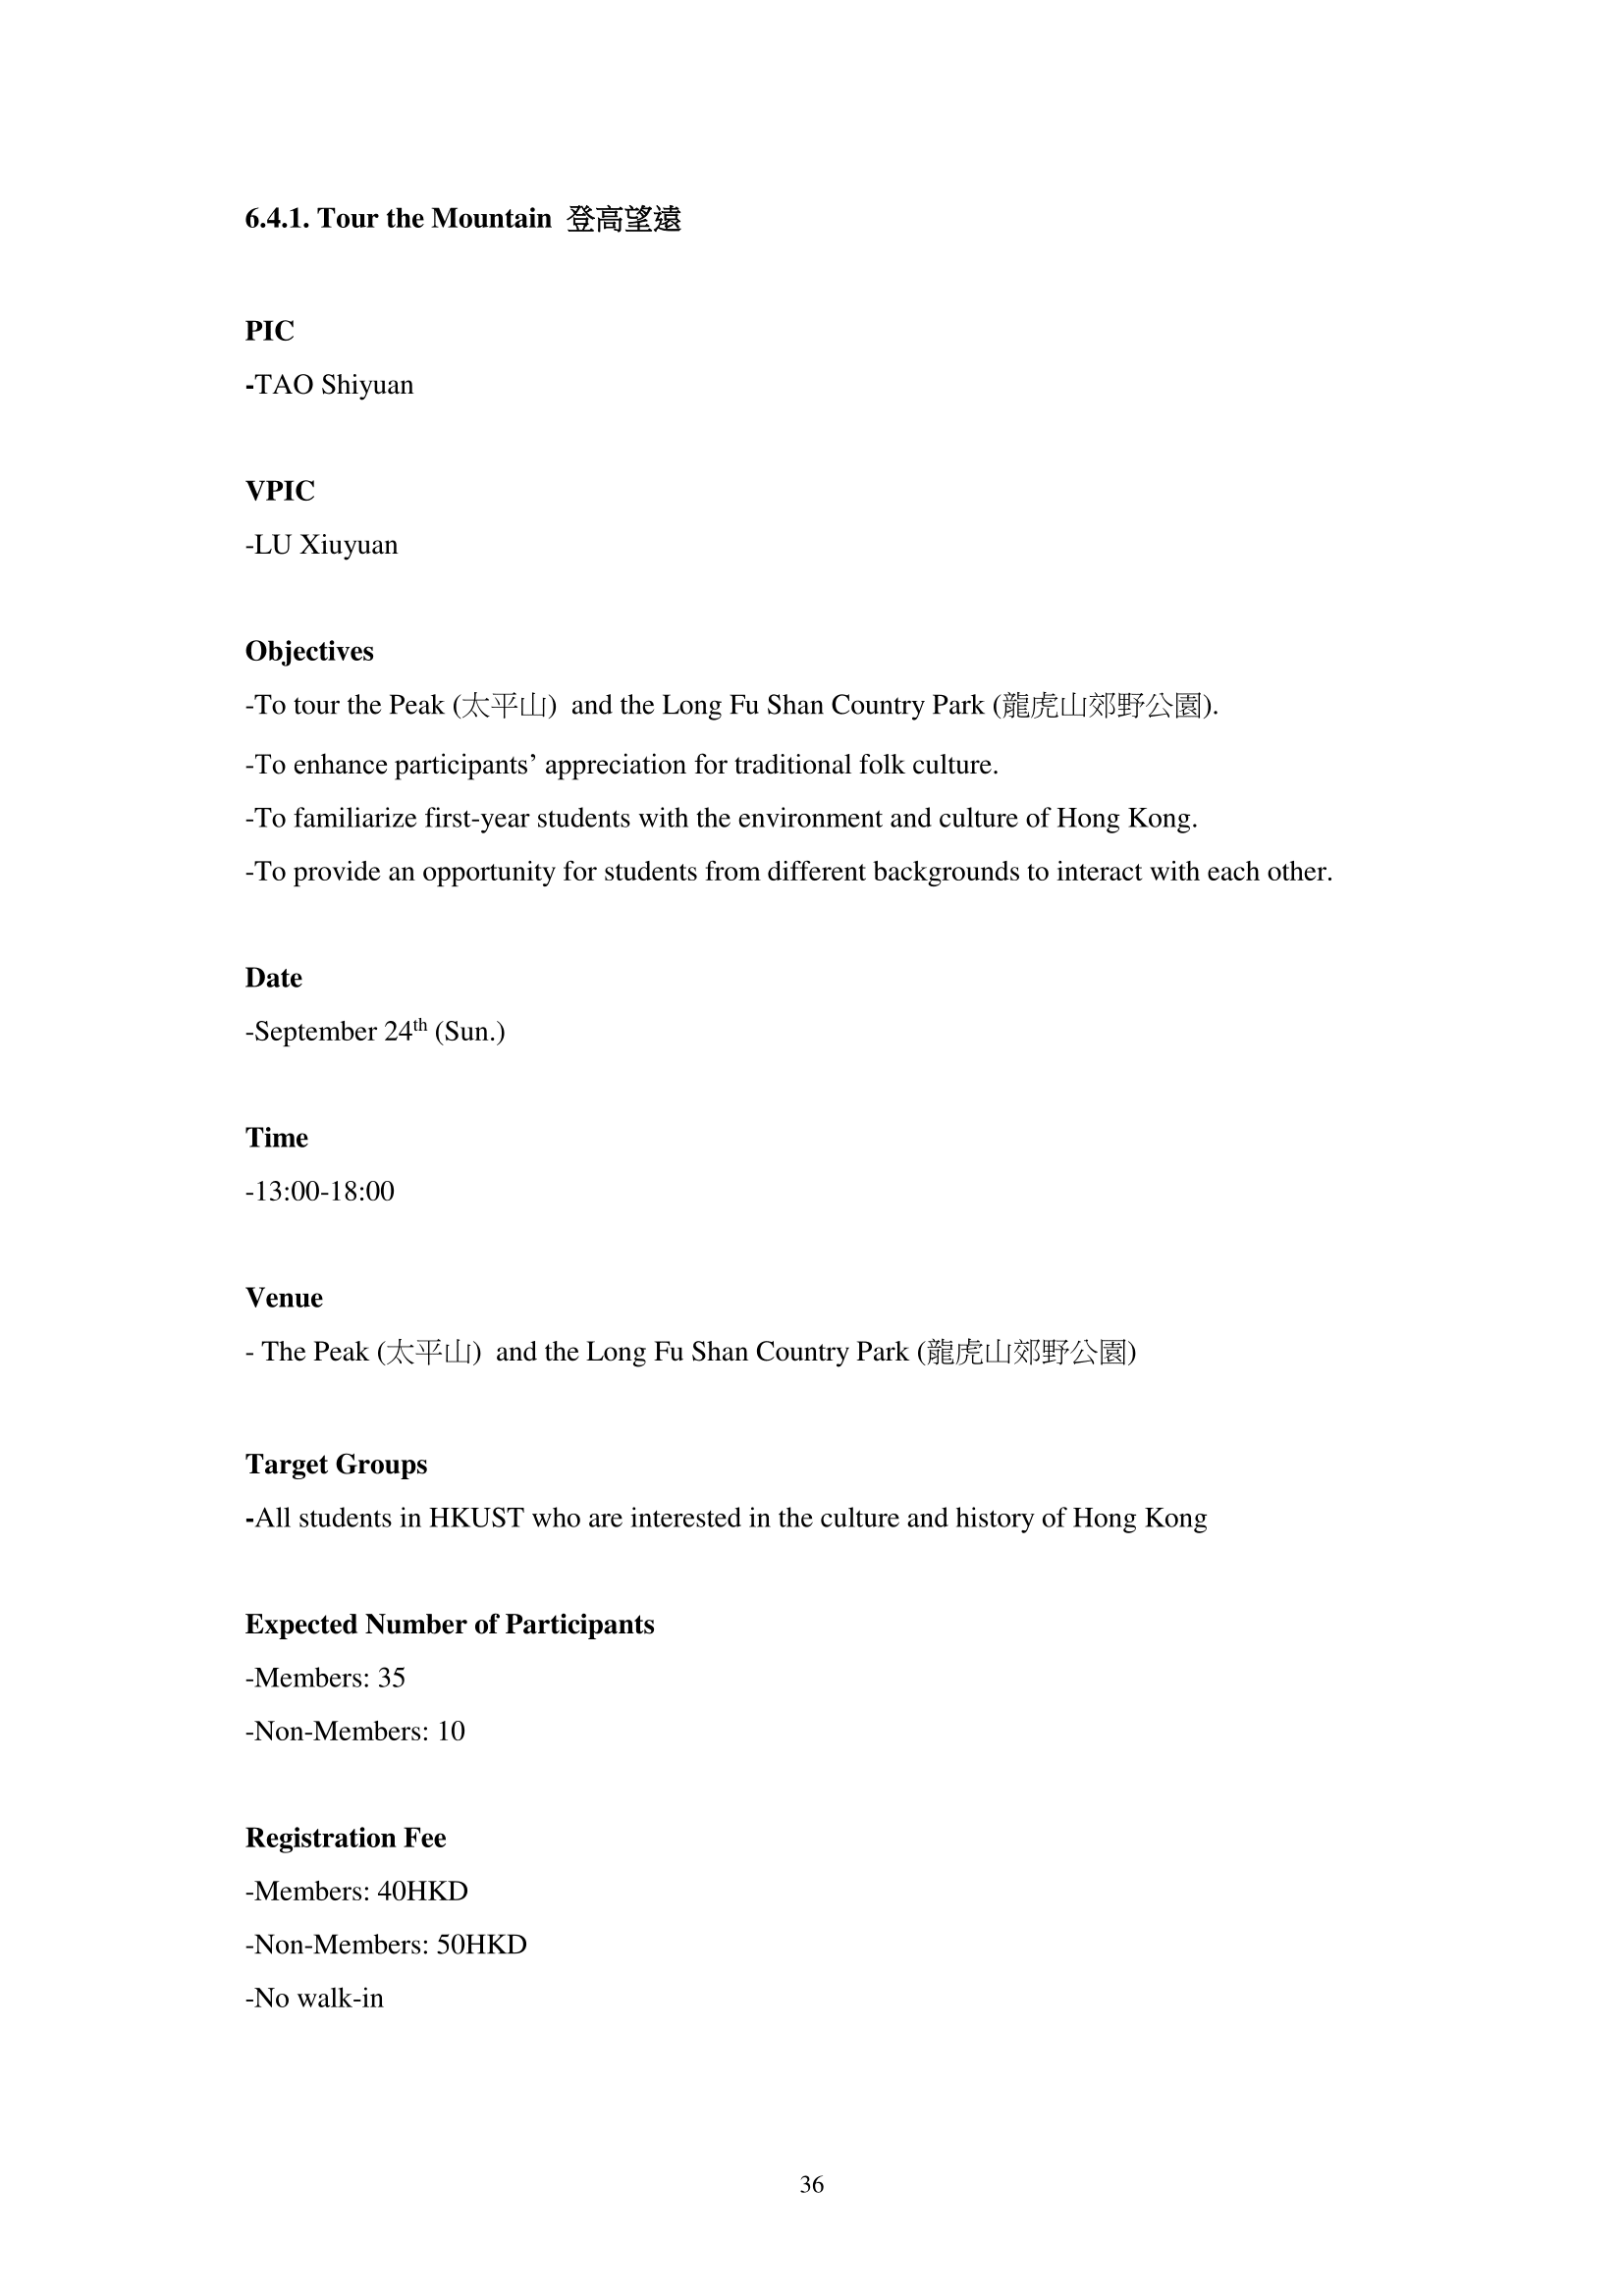 6.4.1. Tour the Mountain 登高望遠
PIC
-TAO Shiyuan
VPIC
-LU Xiuyuan
Objectives
-To tour the Peak (太平山) and the Long Fu Shan Country Park (龍虎山郊野公園).
-To enhance participants’ appreciation for traditional folk culture.
-To familiarize first-year students with the environment and culture of Hong Kong.
-To provide an opportunity for students from different backgrounds to interact with each other.
Date
-September 24th (Sun.)
Time
-13:00-18:00
Venue
- The Peak (太平山) and the Long Fu Shan Country Park (龍虎山郊野公園)
Target Groups
-All students in HKUST who are interested in the culture and history of Hong Kong
Expected Number of Participants
-Members: 35
-Non-Members: 10
Registration Fee
-Members: 40HKD
-Non-Members: 50HKD
-No walk-in
36